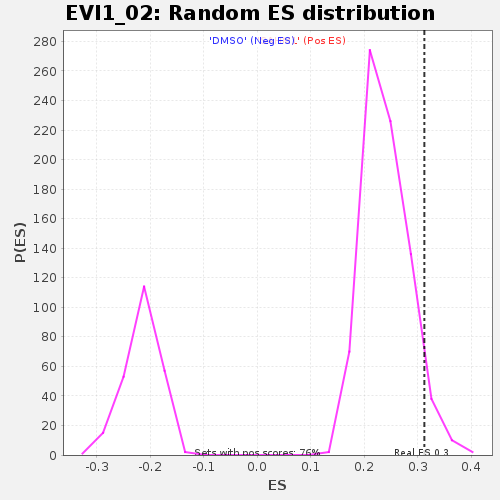 EVI1_02: Random ES distribution
'DMSO' (Neg ES).' (Pos ES)
280
260
240
220
200
180
160
140
120
100
80
60
40
20
0
P(ES)
Sets with pos scores: 76%
Real ES 0.3
-0.3 -0.2 -0.1 0.0 0.1 0.2 0.3 0.4
ES